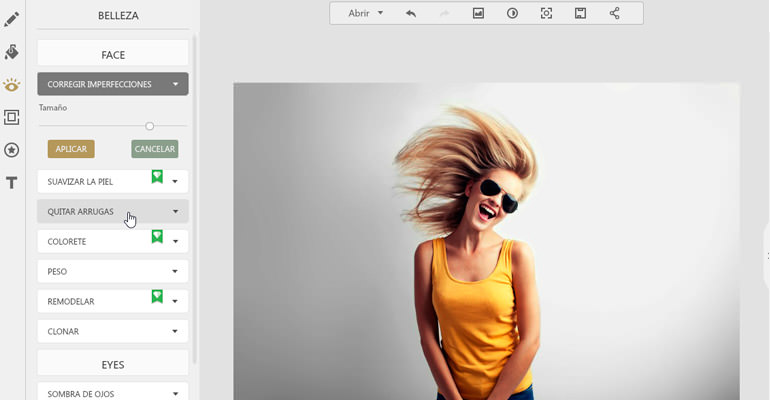 BELLEZA
Abrir
FACE
CORREGIR IMPERFECCIONES
Tamaño
APLICAR
CANCELAR
SUAVIZAR LA PIEL
QUITAR ARRUGAS
COLORETE
PESO
REMODELAR
CLONAR
EYES
SOMBRA DE OJOS